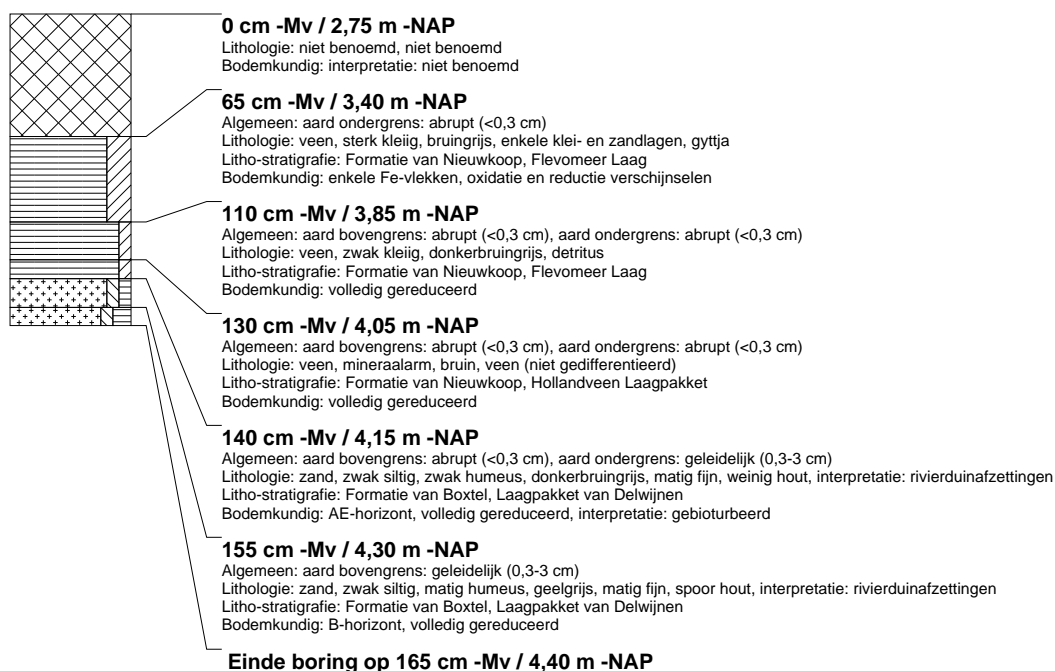 0 cm -Mv / 2,75 m -NAP
Lithologie: niet benoemd, niet benoemd
Bodemkundig: interpretatie: niet benoemd
65 cm -Mv / 3,40 m -NAP
Algemeen: aard ondergrens: abrupt (<0,3 cm)
Lithologie: veen, sterk kleiig, bruingrijs, enkele klei- en zandlagen, gyttja
Litho-stratigrafie: Formatie van Nieuwkoop, Flevomeer Laag
Bodemkundig: enkele Fe-vlekken, oxidatie en reductie verschijnselen
110 cm -Mv / 3,85 m -NAP
Algemeen: aard bovengrens: abrupt (<0,3 cm), aard ondergrens: abrupt (<0,3 cm)
Lithologie: veen, zwak kleiig, donkerbruingrijs, detritus
Litho-stratigrafie: Formatie van Nieuwkoop, Flevomeer Laag
Bodemkundig: volledig gereduceerd
130 cm -Mv / 4,05 m -NAP
Algemeen: aard bovengrens: abrupt (<0,3 cm), aard ondergrens: abrupt (<0,3 cm)
Lithologie: veen, mineraalarm, bruin, veen (niet gedifferentieerd)
Litho-stratigrafie: Formatie van Nieuwkoop, Hollandveen Laagpakket
Bodemkundig: volledig gereduceerd
140 cm -Mv / 4,15 m -NAP
Algemeen: aard bovengrens: abrupt (<0,3 cm), aard ondergrens: geleidelijk (0,3-3 cm)
Lithologie: zand, zwak siltig, zwak humeus, donkerbruingrijs, matig fijn, weinig hout, interpretatie: rivierduinafzettingen
Litho-stratigrafie: Formatie van Boxtel, Laagpakket van Delwijnen
Bodemkundig: AE-horizont, volledig gereduceerd, interpretatie: gebioturbeerd
155 cm -Mv / 4,30 m -NAP
Algemeen: aard bovengrens: geleidelijk (0,3-3 cm)
Lithologie: zand, zwak siltig, matig humeus, geelgrijs, matig fijn, spoor hout, interpretatie: rivierduinafzettingen
Litho-stratigrafie: Formatie van Boxtel, Laagpakket van Delwijnen
Bodemkundig: B-horizont, volledig gereduceerd
Einde boring op 165 cm -Mv / 4,40 m -NAP